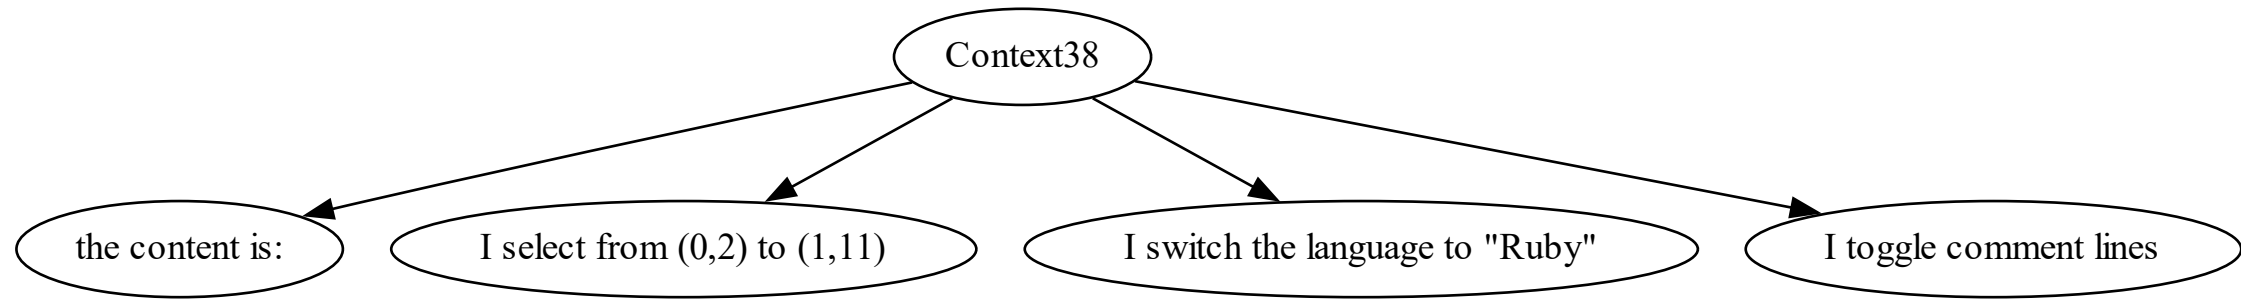 Context38
the content is:
I select from (0,2) to (1,11)
I switch the language to "Ruby"
I toggle comment lines